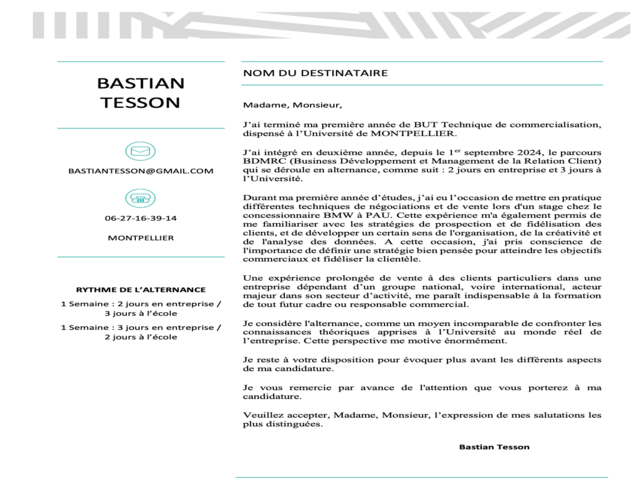 BASTIAN
TESSON
BASTIANTESSON@GMAIL.COM
06-27-16-39-14
MONTPELLIER
RYTHME DE L’ALTERNANCE
1 Semaine : 2 jours en entreprise /
3 jours à l’école
1 Semaine : 3 jours en entreprise /
2 jours à l’école
NOM DU DESTINATAIRE
Madame, Monsieur,
J’ai terminé ma première année de BUT Technique de commercialisation,
dispensé à l’Université de MONTPELLIER.
J’ai intégré en deuxième année, depuis le 1er septembre 2024, le parcours
BDMRC (Business Développement et Management de la Relation Client)
qui se déroule en alternance, comme suit : 2 jours en entreprise et 3 jours à
l’Université.
Durant ma première année d’études, j’ai eu l’occasion de mettre en pratique
différentes techniques de négociations et de vente lors d'un stage chez le
concessionnaire BMW à PAU. Cette expérience m'a également permis de
me familiariser avec les stratégies de prospection et de fidélisation des
clients, et de développer un certain sens de l'organisation, de la créativité et
de l'analyse des données. A cette occasion, j'ai pris conscience de
l'importance de définir une stratégie bien pensée pour atteindre les objectifs
commerciaux et fidéliser la clientèle.
Une expérience prolongée de vente à des clients particuliers dans une
entreprise dépendant d’un groupe national, voire international, acteur
majeur dans son secteur d’activité, me paraît indispensable à la formation
de tout futur cadre ou responsable commercial.
Je considère l'alternance, comme un moyen incomparable de confronter les
connaissances théoriques apprises à l’Université au monde réel de
l’entreprise. Cette perspective me motive énormément.
Je reste à votre disposition pour évoquer plus avant les différents aspects
de ma candidature.
Je vous remercie par avance de l'attention que vous porterez à ma
candidature.
Veuillez accepter, Madame, Monsieur, l’expression de mes salutations les
plus distinguées.
Bastian Tesson